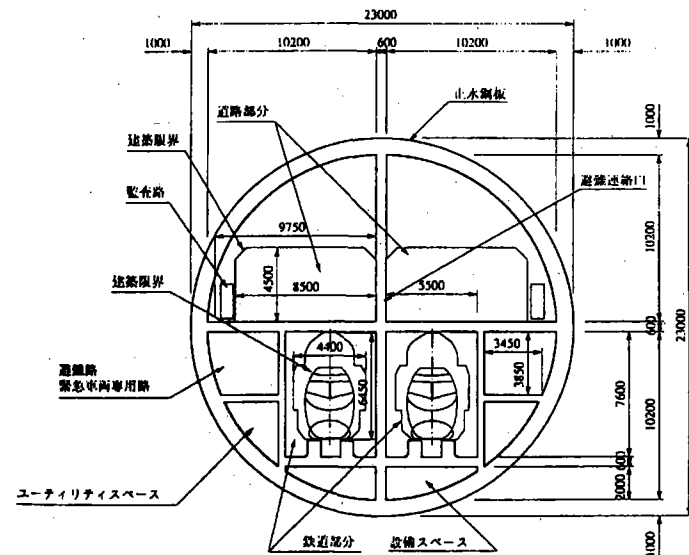 23000
1000
10200
600
10200
1000
止水鋼板
道路部分
建築限界
監査路
避難連絡口
9750
4500
8500
5500
建築限界
4400
6450
3450
3850
避難路
緊急車両専用路
ユーティリティスペース
鉄道部分
設備スペース
1000
10200
600
7600
10200
600
2000
1000
23000